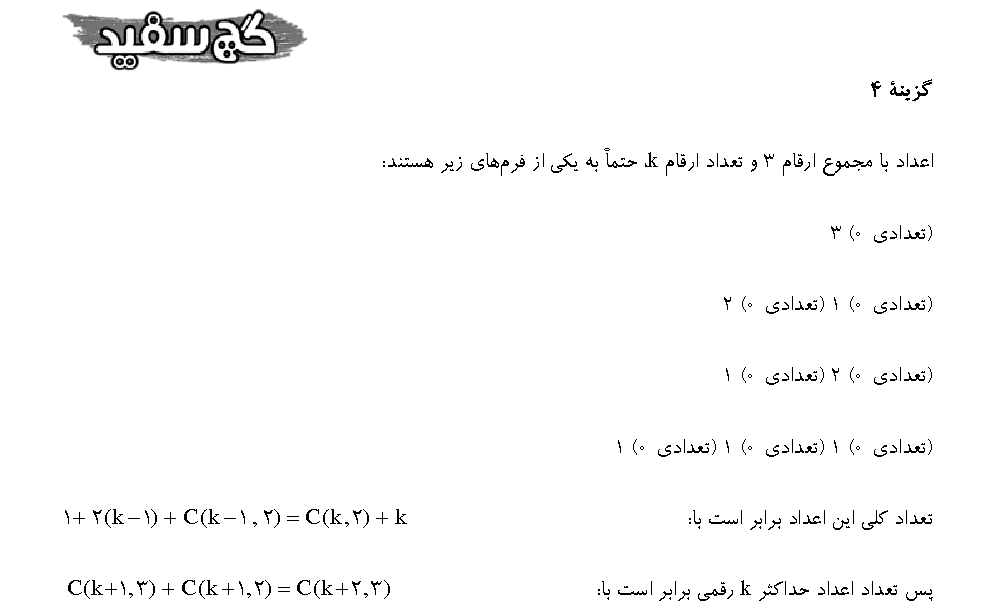 گچ سفید
گزینهٔ ۴
اعداد با مجموع ارقام ۳ و تعداد ارقام k، حتماً به یکی از فرم‌های زیر هستند:
۳ (تعدادی ۰)
۲ (تعدادی ۰) ۱ (تعدادی ۰)
۱ (تعدادی ۰) ۲ (تعدادی ۰)
۱ (تعدادی ۰) ۱ (تعدادی ۰) ۱ (تعدادی ۰)
تعداد کلی این اعداد برابر است با: ۱+۲(k−۱)+C(k−۱,۲)=C(k,۲)+k
پس تعداد اعداد حداکثر k رقمی برابر است با: C(k+۱,۳)+C(k+۱,۲)=C(k+۲,۳)